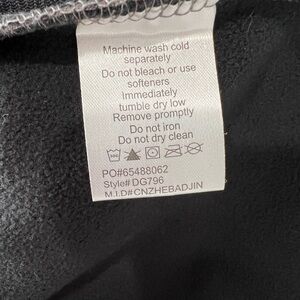 Machine wash cold
separately
Do not bleach or use
softeners
Immediately
tumble dry low
Remove promptly
Do not iron
Do not dry clean
PO#65488062
Style# DG796
M.I.D#CNZHEBADJIN